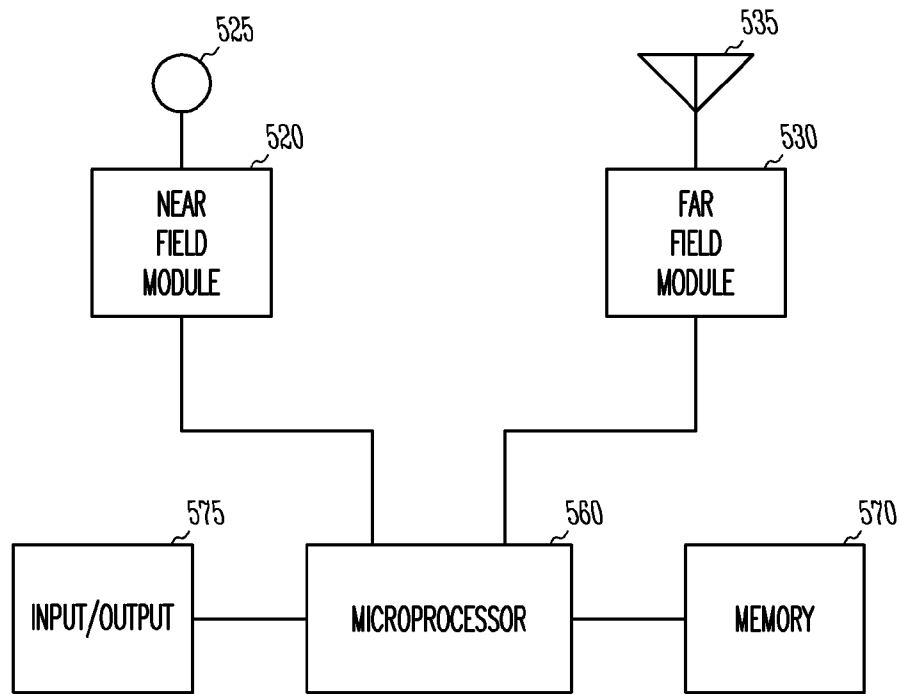 525
535
520
530
NEAR
FIELD
MODULE
FAR
FIELD
MODULE
575
560
570
INPUT/OUTPUT
MICROPROCESSOR
MEMORY